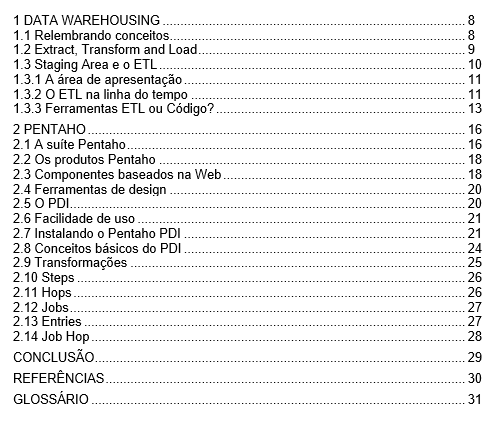 1 DATA WAREHOUSING ........ 8
1.1 Relembrando conceitos ........ 8
1.2 Extract, Transform and Load ........ 9
1.3 Staging Area e o ETL ........ 10
1.3.1 A área de apresentação ........ 11
1.3.2 O ETL na linha do tempo ........ 11
1.3.3 Ferramentas ETL ou Código? ........ 13
2 PENTAHO ........ 16
2.1 A suíte Pentaho ........ 16
2.2 Os produtos Pentaho ........ 18
2.3 Componentes baseados na Web ........ 18
2.4 Ferramentas de design ........ 20
2.5 O PDI ........ 20
2.6 Facilidade de uso ........ 21
2.7 Instalando o Pentaho PDI ........ 21
2.8 Conceitos básicos do PDI ........ 24
2.9 Transformações ........ 25
2.10 Steps ........ 26
2.11 Hops ........ 26
2.12 Jobs ........ 27
2.13 Entries ........ 27
2.14 Job Hop ........ 28
CONCLUSÃO ........ 29
REFERÊNCIAS ........ 30
GLOSSÁRIO ........ 31